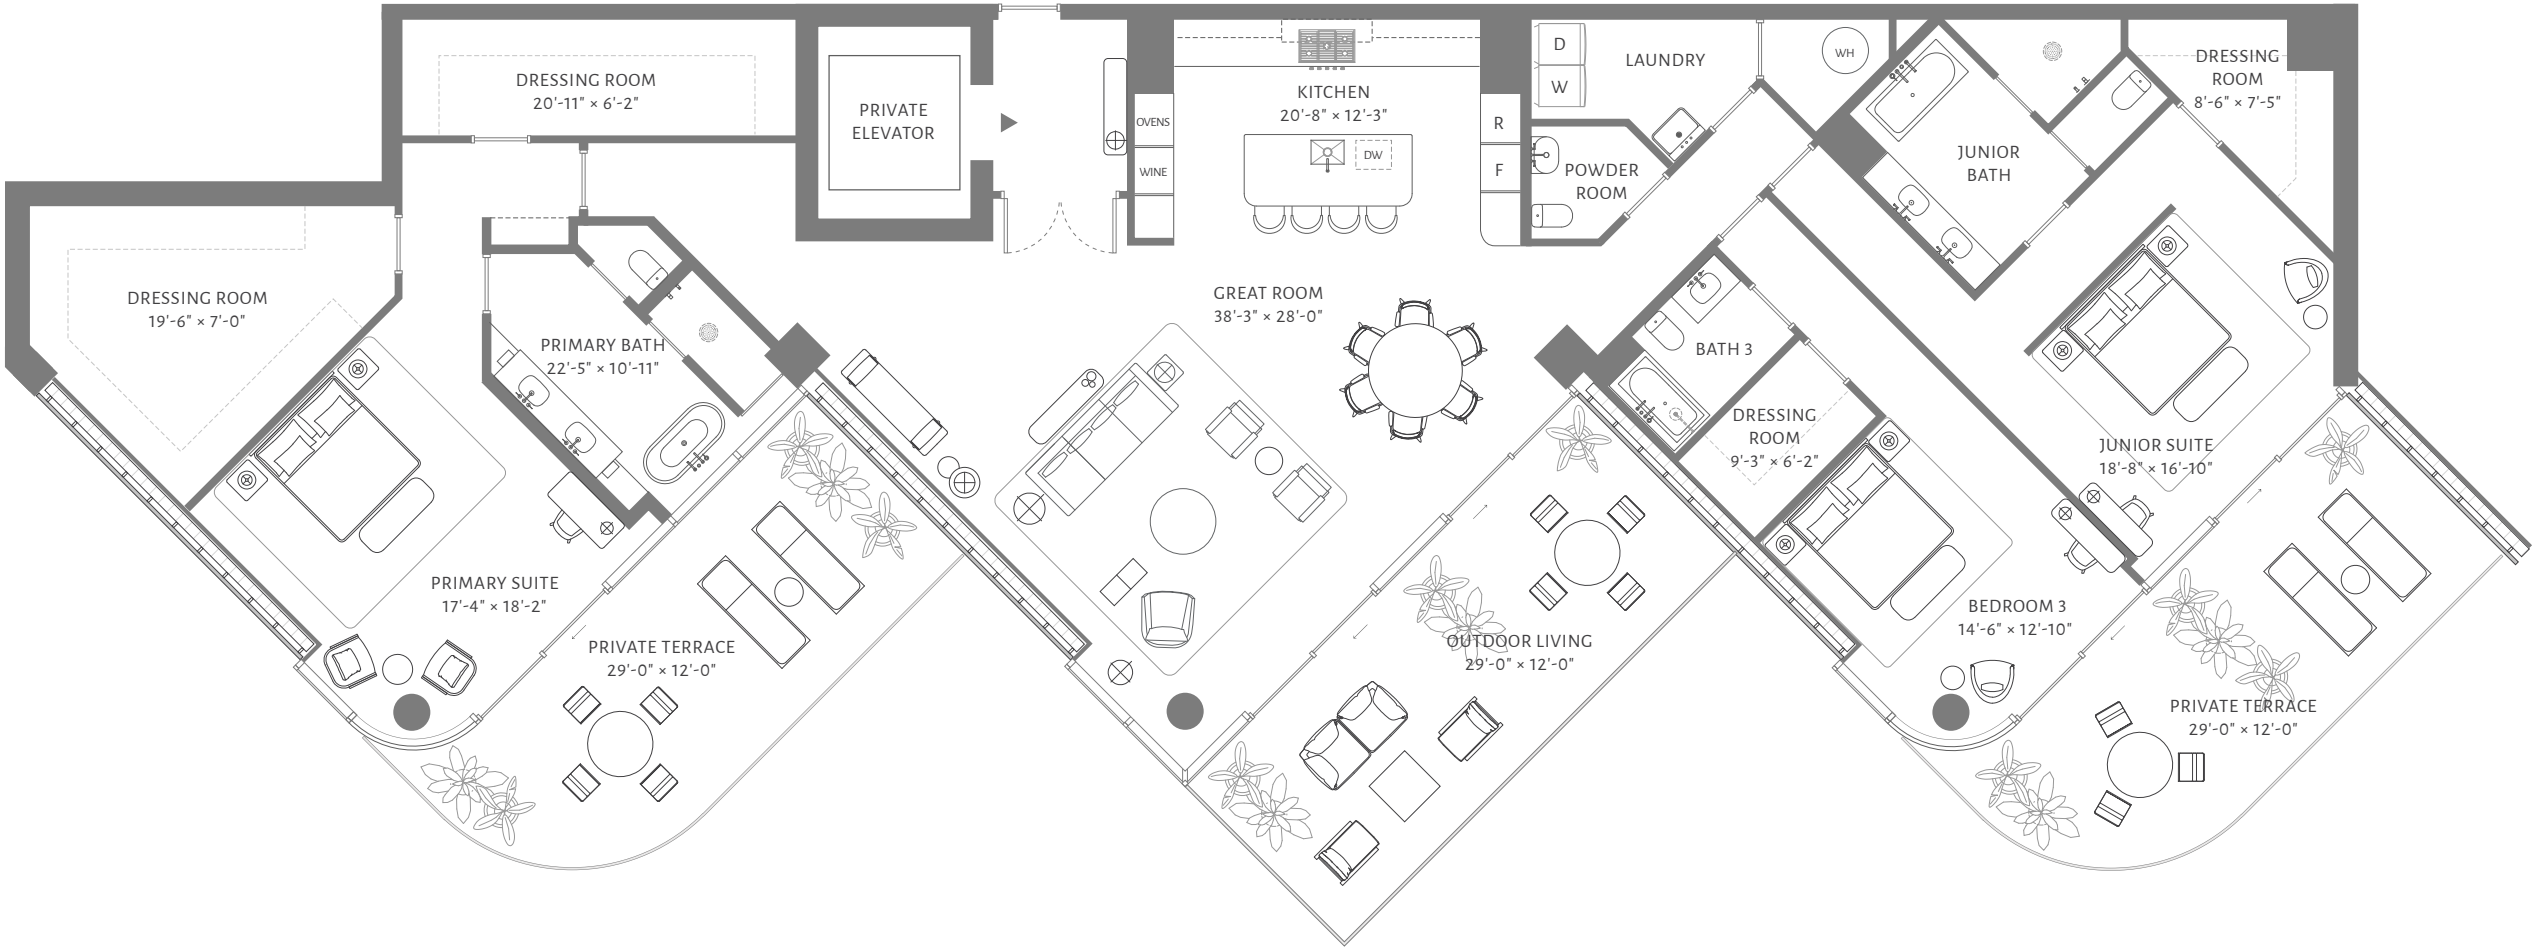 DRESSING ROOM
20'-11" × 6'-2"
PRIVATE
ELEVATOR
OVENS
WINE
KITCHEN
20'-8" × 12'-3"
DW
R
F
D
W
LAUNDRY
WH
POWDER
ROOM
JUNIOR
BATH
DRESSING
ROOM
8'-6" × 7'-5"
DRESSING ROOM
19'-6" × 7'-0"
PRIMARY BATH
22'-5" × 10'-11"
GREAT ROOM
38'-3" × 28'-0"
BATH 3
DRESSING
ROOM
9'-3" × 6'-2"
JUNIOR SUITE
18'-8" × 16'-10"
PRIMARY SUITE
17'-4" × 18'-2"
PRIVATE TERRACE
29'-0" × 12'-0"
OUTDOOR LIVING
29'-0" × 12'-0"
BEDROOM 3
14'-6" × 12'-10"
PRIVATE TERRACE
29'-0" × 12'-0"